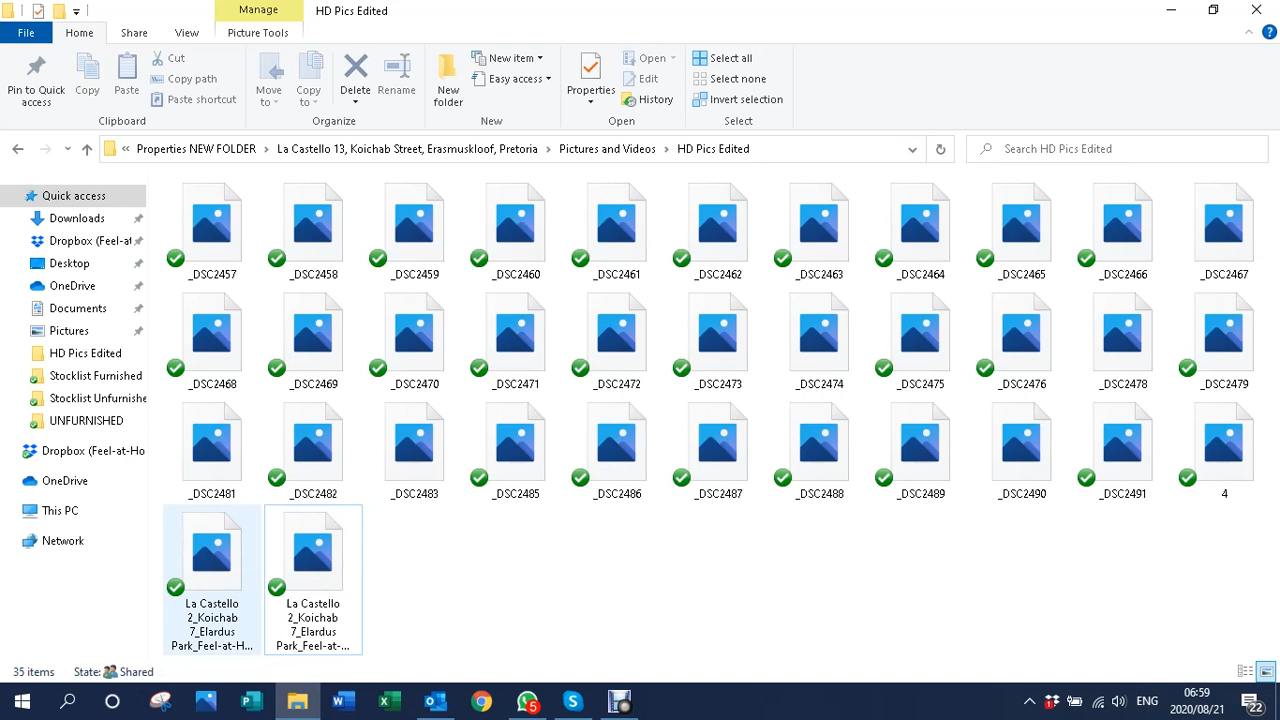 Manage
HD Pics Edited
File
Home
Share
View
Picture Tools
Pin to Quick access
Copy
Paste
Cut
Copy path
Paste shortcut
Move to
Copy to
Delete
Rename
New folder
New item
Easy access
Properties
Open
Edit
History
Select all
Select none
Invert selection
Clipboard
Organize
New
Open
Select
« Properties NEW FOLDER > La Castello 13, Koichab Street, Erasmuskloof, Pretoria > Pictures and Videos > HD Pics Edited
Search HD Pics Edited
Quick access
Downloads
Dropbox (Feel-at
Desktop
OneDrive
Documents
Pictures
HD Pics Edited
Stocklist Furnished
Stocklist Unfurnishe
UNFURNISHED
Dropbox (Feel-at-Ho
OneDrive
This PC
Network
_DSC2457
_DSC2458
_DSC2459
_DSC2460
_DSC2461
_DSC2462
_DSC2463
_DSC2464
_DSC2465
_DSC2466
_DSC2467
_DSC2468
_DSC2469
_DSC2470
_DSC2471
_DSC2472
_DSC2473
_DSC2474
_DSC2475
_DSC2476
_DSC2478
_DSC2479
_DSC2481
_DSC2482
_DSC2483
_DSC2485
_DSC2486
_DSC2487
_DSC2488
_DSC2489
_DSC2490
_DSC2491
4
La Castello
2_Koichab
7_Elardus
Park_Feel-at-H...
La Castello
2_Koichab
7_Elardus
Park_Feel-at-...
35 items
State: Shared
5
ENG
06:59
2020/08/21
22